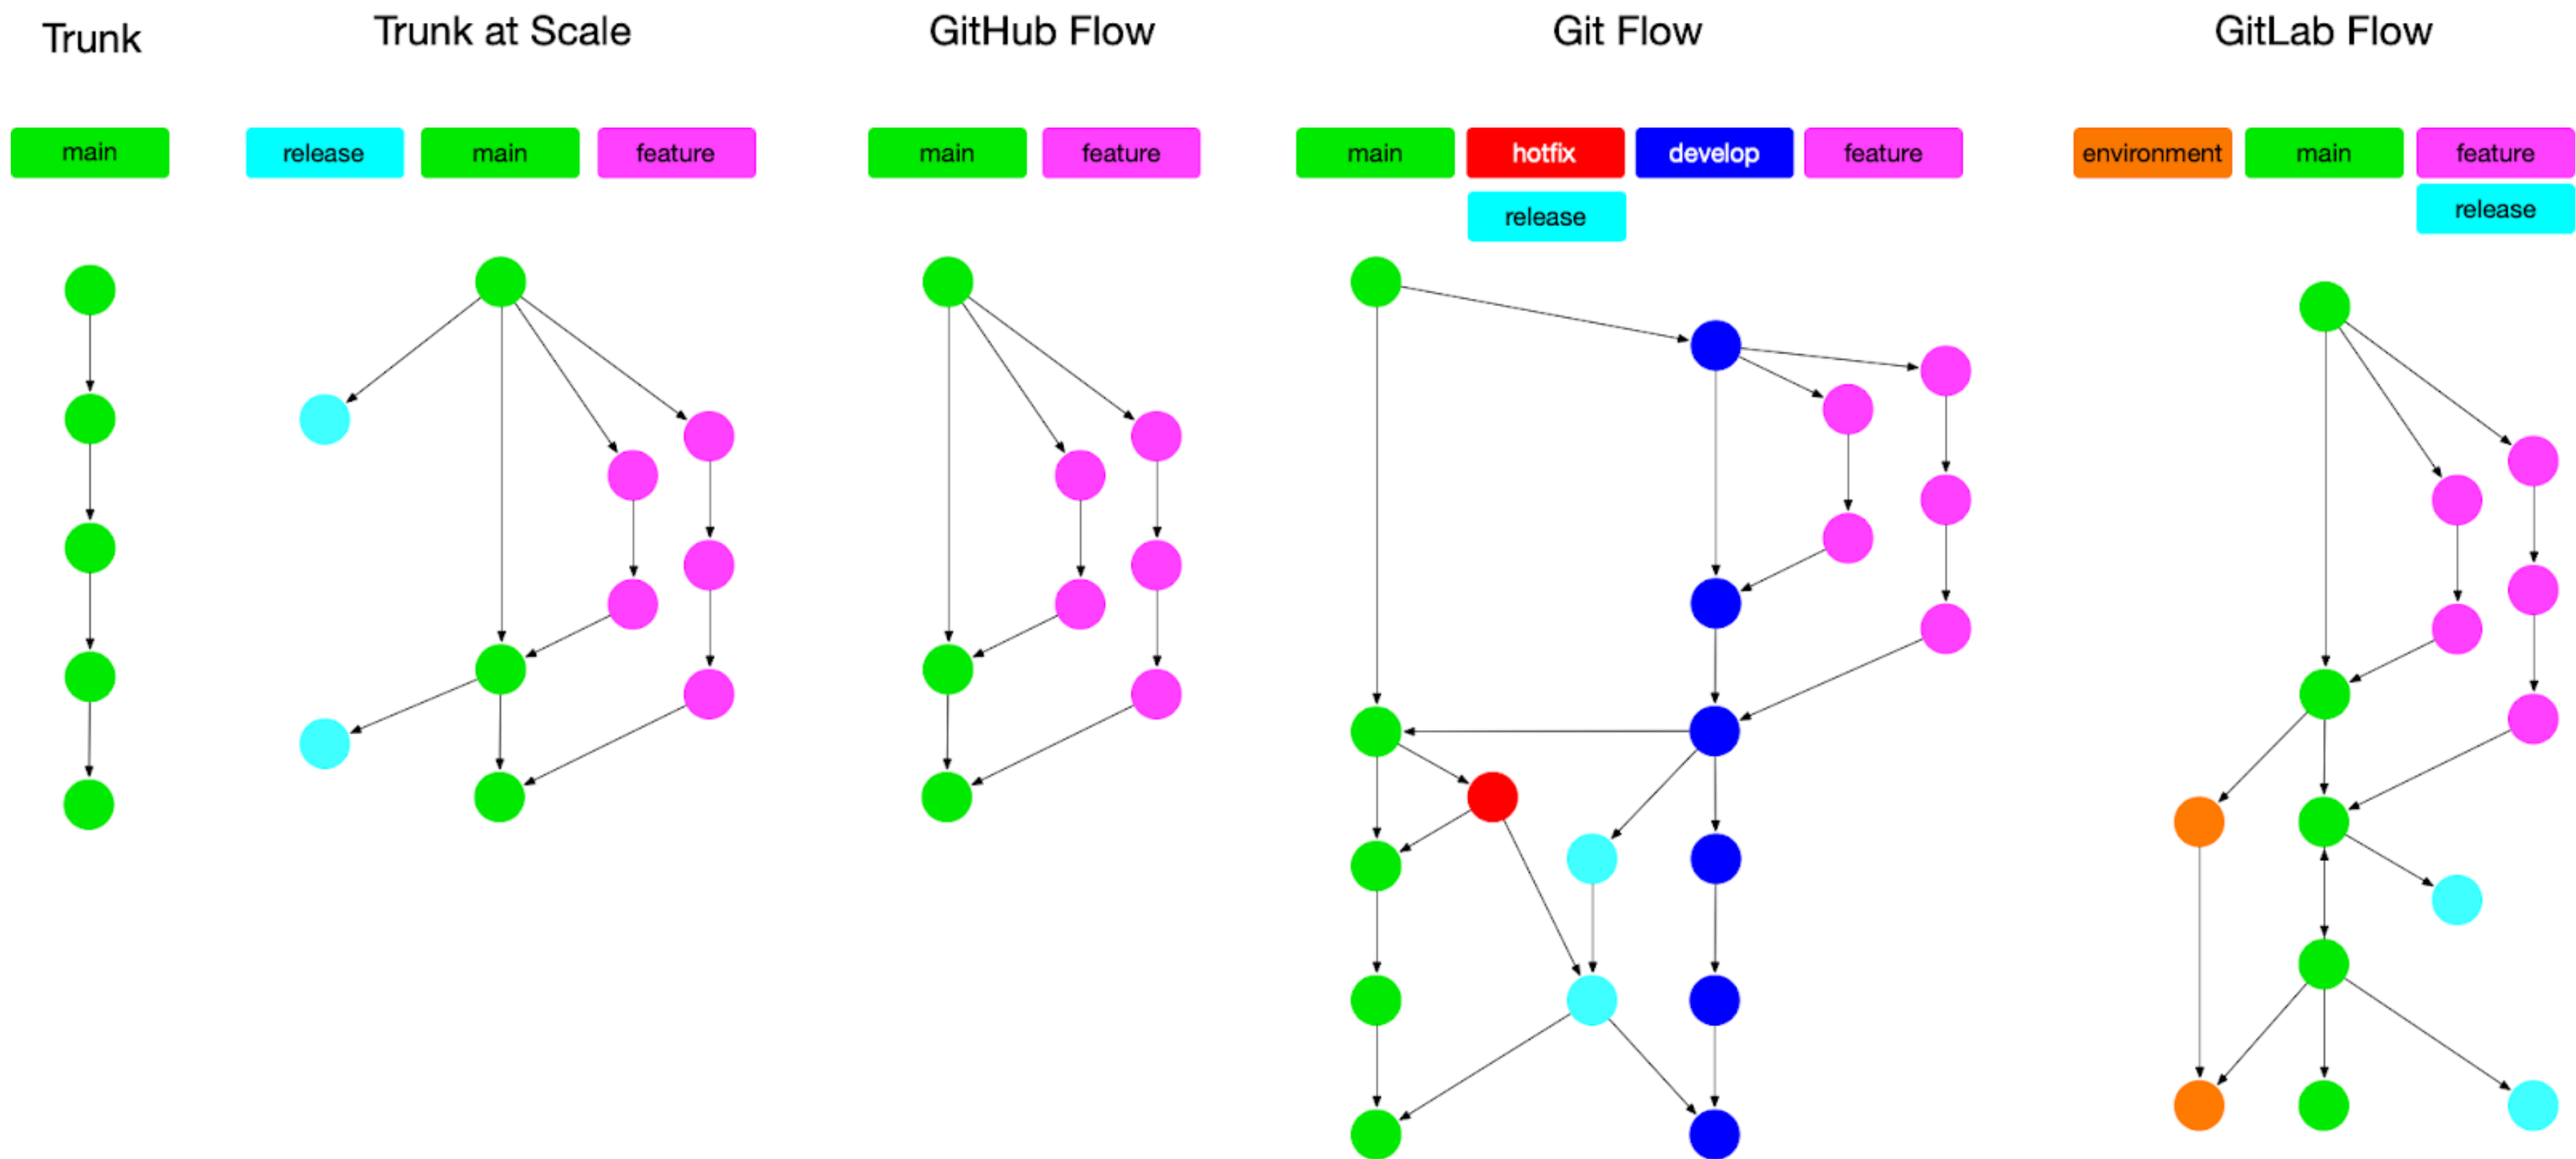 Trunk
Trunk at Scale
GitHub Flow
Git Flow
GitLab Flow
main
release
main
feature
main
feature
main
hotfix
develop
feature
release
environment
main
feature
release